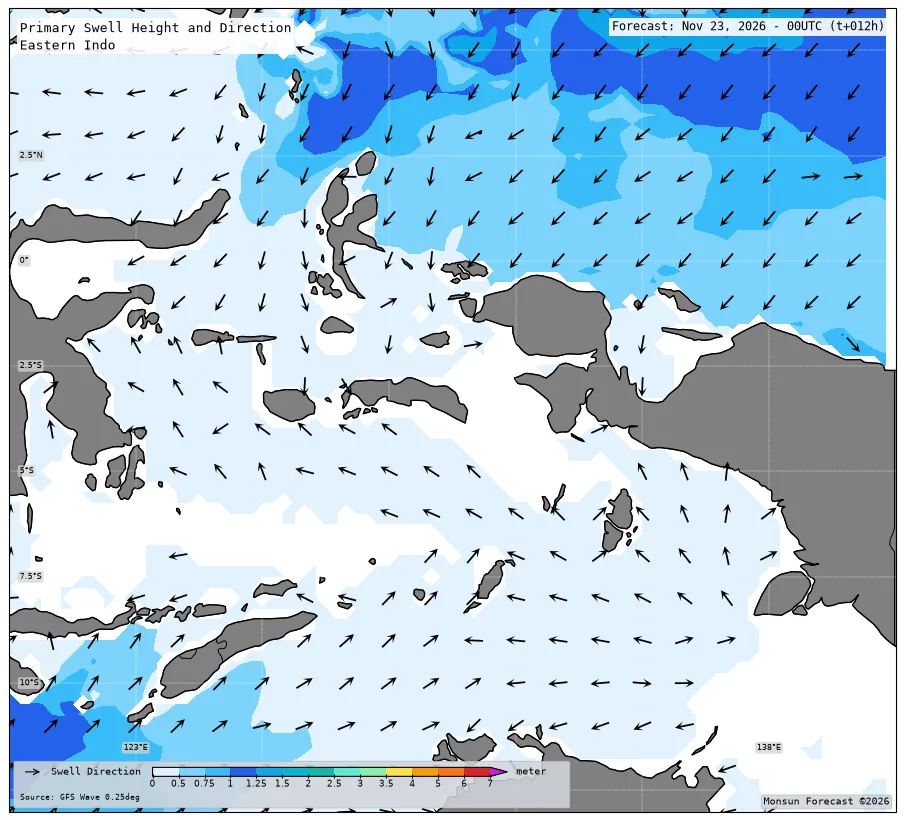 Primary Swell Height and Direction
Eastern Indo
Forecast: Nov 23, 2026 - 00UTC (t+012h)
2.5°N
0°
2.5°S
5°S
7.5°S
10°S
123°E
138°E
Swell Direction
0 0.5 0.75 1 1.25 1.5 2 2.5 3 3.5 4 5 6 7
meter
Source: GFS Wave 0.25deg
Monsun Forecast ©2026